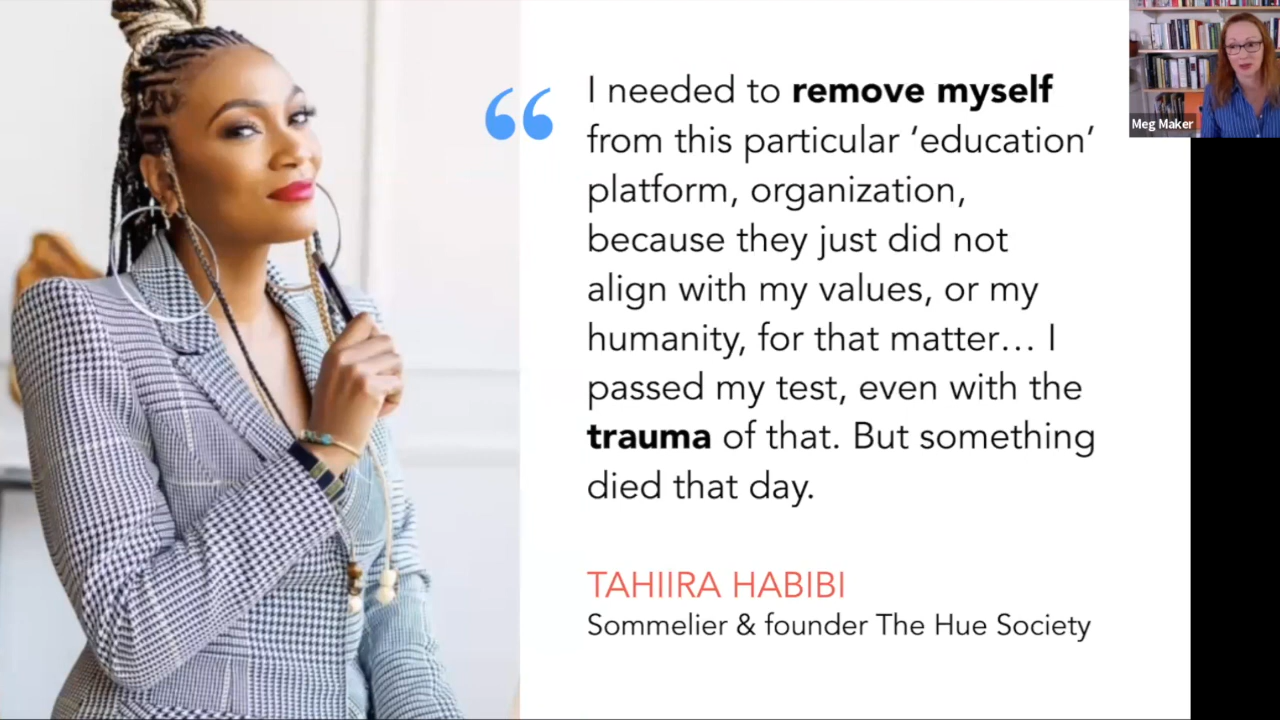 “
I needed to remove myself
from this particular ‘education’
platform, organization,
because they just did not
align with my values, or my
humanity, for that matter… I
passed my test, even with the
trauma of that. But something
died that day.
TAHIIRA HABIBI
Sommelier & founder The Hue Society
Meg Maker